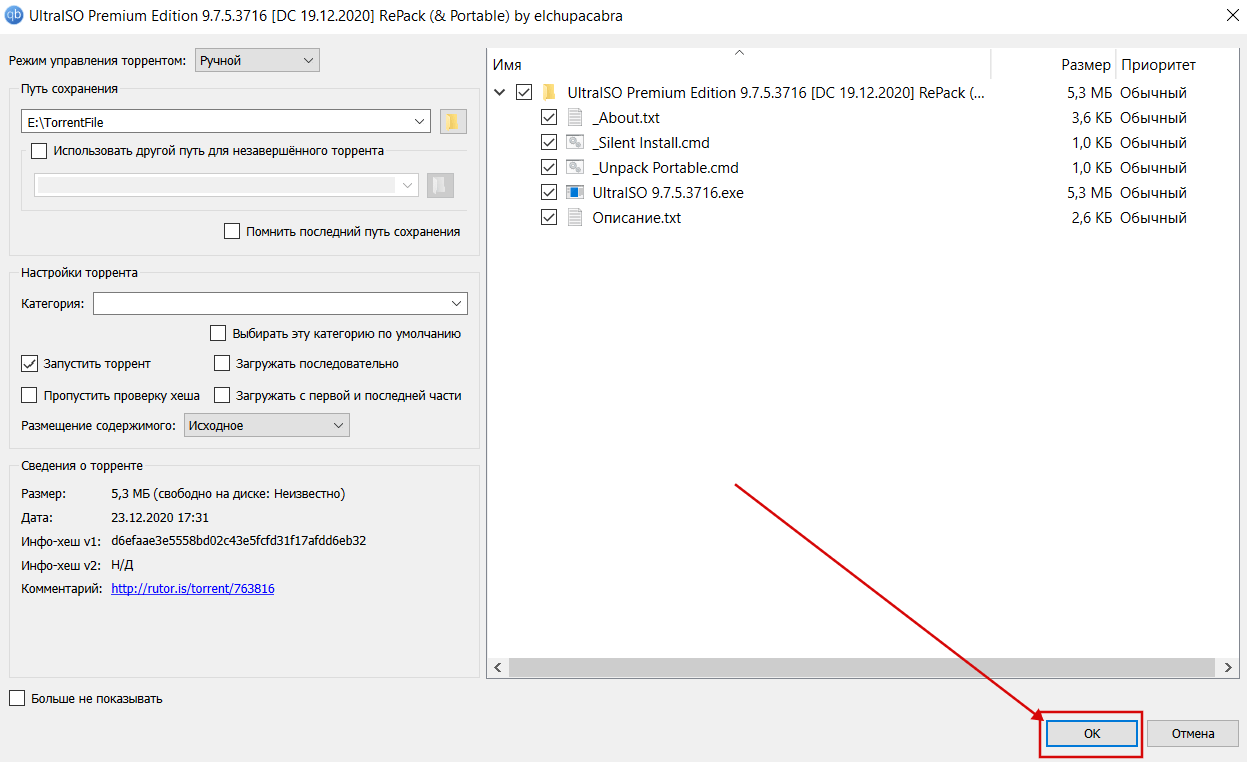 UltraISO Premium Edition 9.7.5.3716 [DC 19.12.2020] RePack (& Portable) by elchupacabra
Режим управления торрентом: Ручной
Путь сохранения
E:\TorrentFile
Использовать другой путь для незавершённого торрента
Помнить последний путь сохранения
Настройки торрента
Категория:
Выбирать эту категорию по умолчанию
Запустить торрент Загружать последовательно
Пропустить проверку хеша Загружать с первой и последней части
Размещение содержимого: Исходное
Сведения о торренте
Размер: 5,3 МБ (свободно на диске: Неизвестно)
Дата: 23.12.2020 17:31
Инфо-хеш v1: d6efaae3e5558bd02c43e5fcfd31f17afdd6eb32
Инфо-хеш v2: Н/Д
Комментарий: http://rutor.is/torrent/763816
Больше не показывать
Имя Размер Приоритет
UltraISO Premium Edition 9.7.5.3716 [DC 19.12.2020] RePack (... 5,3 МБ Обычный
_About.txt 3,6 КБ Обычный
_Silent Install.cmd 1,0 КБ Обычный
_Unpack Portable.cmd 1,0 КБ Обычный
UltraISO 9.7.5.3716.exe 5,3 МБ Обычный
Описание.txt 2,6 КБ Обычный
OK Отмена